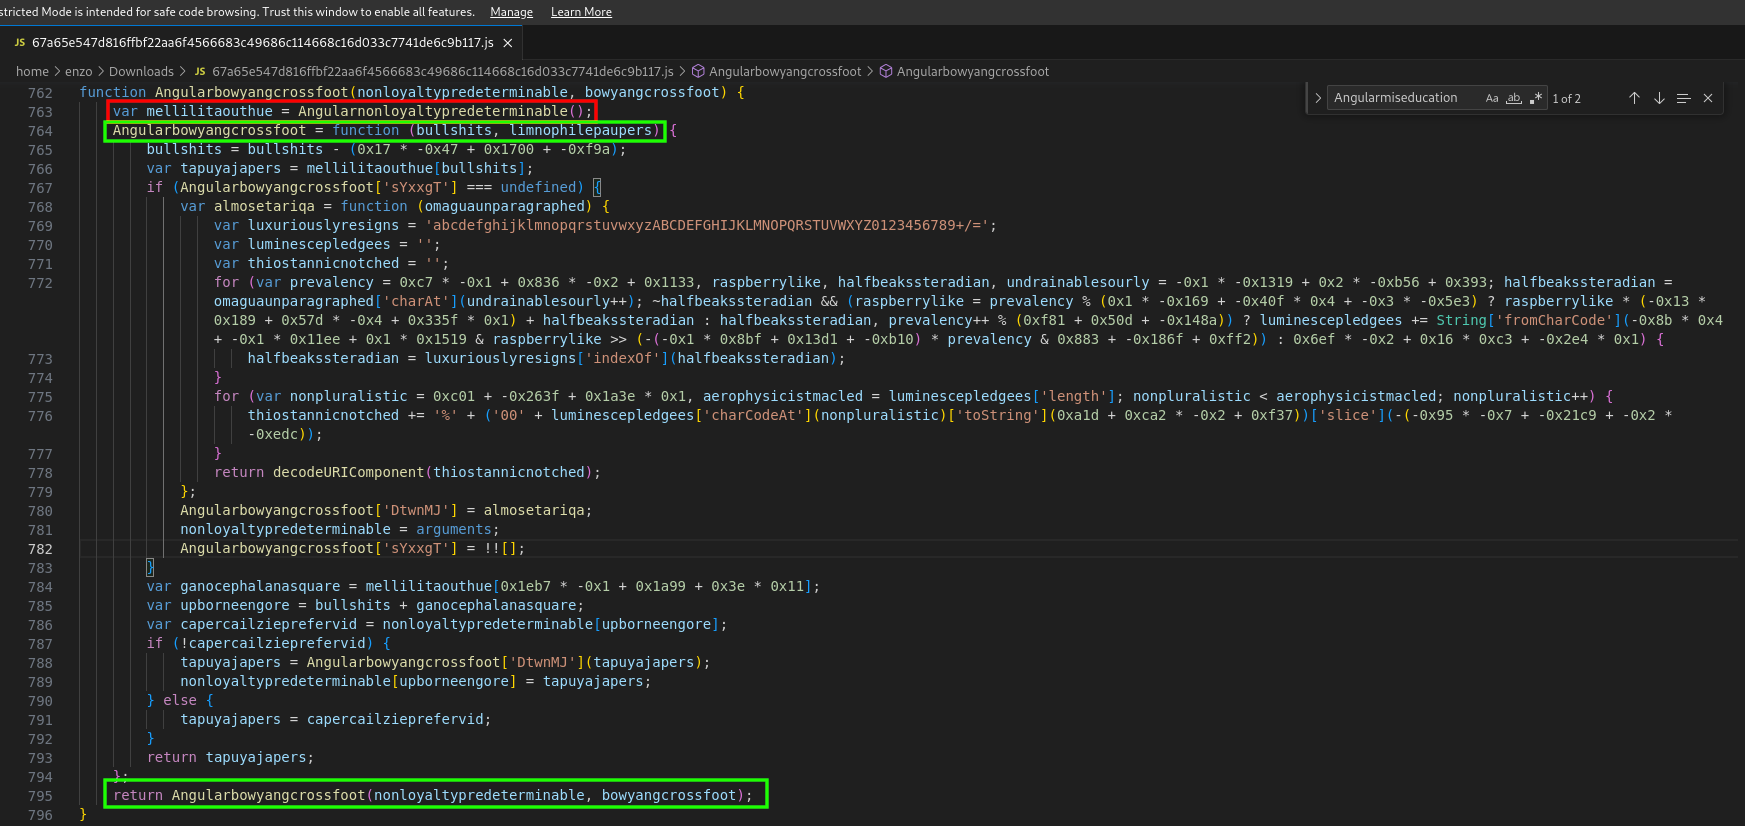 stricted Mode is intended for safe code browsing. Trust this window to enable all features. Manage Learn More
JS 67a65e547d816ffbf22aa6f4566683c49686c114668c16d033c7741de6c9b117.js ×
home > enzo > Downloads > JS 67a65e547d816ffbf22aa6f4566683c49686c114668c16d033c7741de6c9b117.js > Angularbowyangcrossfoot > Angularbowyangcrossfoot
> Angularmiseducation Aa ab .* 1 of 2
762 function Angularbowyangcrossfoot(nonloyaltypredeterminable, bowyangcrossfoot) {
763 var mellilitaouthue = Angularnonloyaltypredeterminable();
764 Angularbowyangcrossfoot = function (bullshits, limnophilepaupers) {
765 bullshits = bullshits - (0x17 * -0x47 + 0x1700 + -0xf9a);
766 var tapuyajapers = mellilitaouthue[bullshits];
767 if (Angularbowyangcrossfoot['sYxxgT'] === undefined) {
768 var almosetariqa = function (omaguaunparagraphed) {
769 var luxuriouslyresigns = 'abcdefghijklmnopqrstuvwxyzABCDEFGHIJKLMNOPQRSTUVWXYZ0123456789+/=';
770 var luminescepledgees = '';
771 var thiostannicnotched = '';
772 for (var prevalency = 0xc7 * -0x1 + 0x836 * -0x2 + 0x1133, raspberrylike, halfbeakssteradian, undrainablesourly = -0x1 * -0x1319 + 0x2 * -0xb56 + 0x393; halfbeakssteradian =
omaguaunparagraphed['charAt'](undrainablesourly++); ~halfbeakssteradian && (raspberrylike = prevalency % (0x1 * -0x169 + -0x40f * 0x4 + -0x3 * -0x5e3) ? raspberrylike * (-0x13 *
0x189 + 0x57d * -0x4 + 0x335f * 0x1) + halfbeakssteradian : halfbeakssteradian, prevalency++ % (0xf81 + 0x50d + -0x148a)) ? luminescepledgees += String['fromCharCode'](-0x8b * 0x4
+ -0x1 * 0x11ee + 0x1 * 0x1519 & raspberrylike >> (-(-0x1 * 0x8bf + 0x13d1 + -0xb10) * prevalency & 0x883 + -0x186f + 0xff2)) : 0x6ef * -0x2 + 0x16 * 0xc3 + -0x2e4 * 0x1) {
773 halfbeakssteradian = luxuriouslyresigns['indexOf'](halfbeakssteradian);
774 }
775 for (var nonpluralistic = 0xc01 + -0x263f + 0x1a3e * 0x1, aerophysicistmacled = luminescepledgees['length']; nonpluralistic < aerophysicistmacled; nonpluralistic++) {
776 thiostannicnotched += '%' + ('00' + luminescepledgees['charCodeAt'](nonpluralistic)['toString'](0xa1d + 0xca2 * -0x2 + 0xf37))['slice'](-(-0x95 * -0x7 + -0x21c9 + -0x2 *
-0xedc));
777 }
778 return decodeURIComponent(thiostannicnotched);
779 };
780 Angularbowyangcrossfoot['DtwnMJ'] = almosetariqa;
781 nonloyaltypredeterminable = arguments;
782 Angularbowyangcrossfoot['sYxxgT'] = !![];
783 }
784 var ganocephalanasquare = mellilitaouthue[0x1eb7 * -0x1 + 0x1a99 + 0x3e * 0x11];
785 var upborneengore = bullshits + ganocephalanasquare;
786 var capercailzieprefervid = nonloyaltypredeterminable[upborneengore];
787 if (!capercailzieprefervid) {
788 tapuyajapers = Angularbowyangcrossfoot['DtwnMJ'](tapuyajapers);
789 nonloyaltypredeterminable[upborneengore] = tapuyajapers;
790 } else {
791 tapuyajapers = capercailzieprefervid;
792 }
793 return tapuyajapers;
794 };
795 return Angularbowyangcrossfoot(nonloyaltypredeterminable, bowyangcrossfoot);
796 }